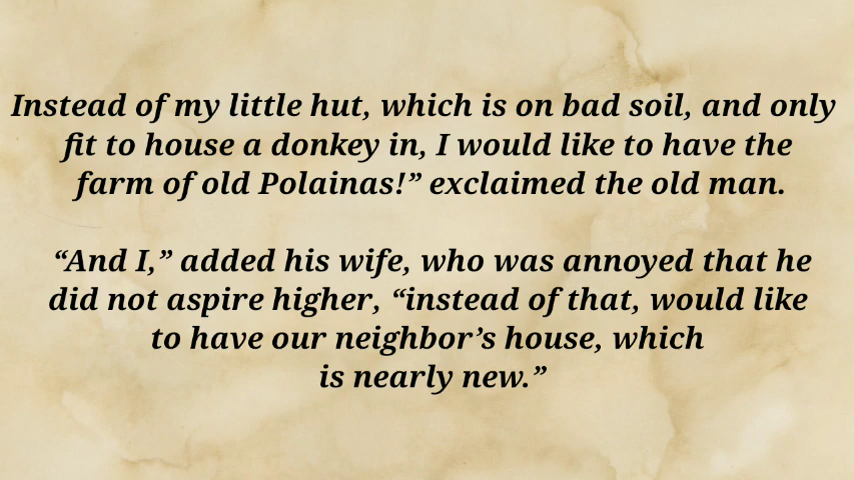 Instead of my little hut, which is on bad soil, and only
fit to house a donkey in, I would like to have the
farm of old Polainas!” exclaimed the old man.
“And I,” added his wife, who was annoyed that he
did not aspire higher, “instead of that, would like
to have our neighbor’s house, which
is nearly new.”